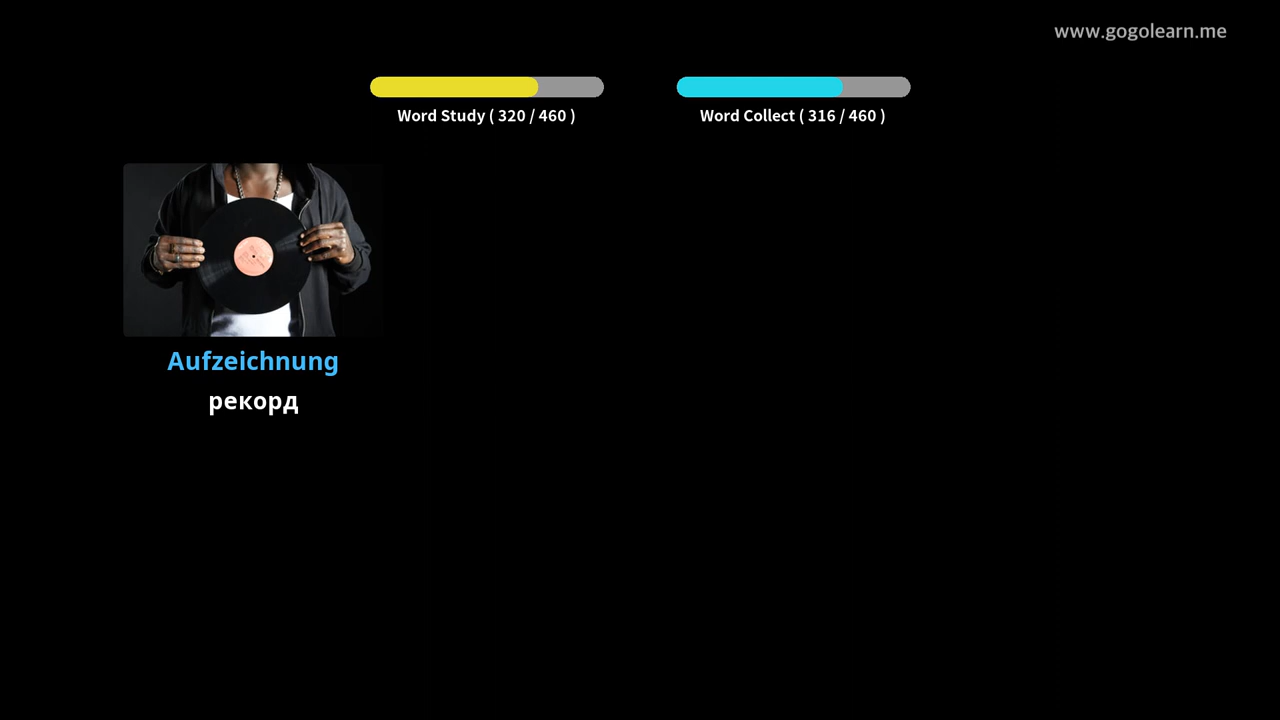 www.gogolearn.me
Word Study ( 320 / 460 )
Word Collect ( 316 / 460 )
Aufzeichnung
рекорд